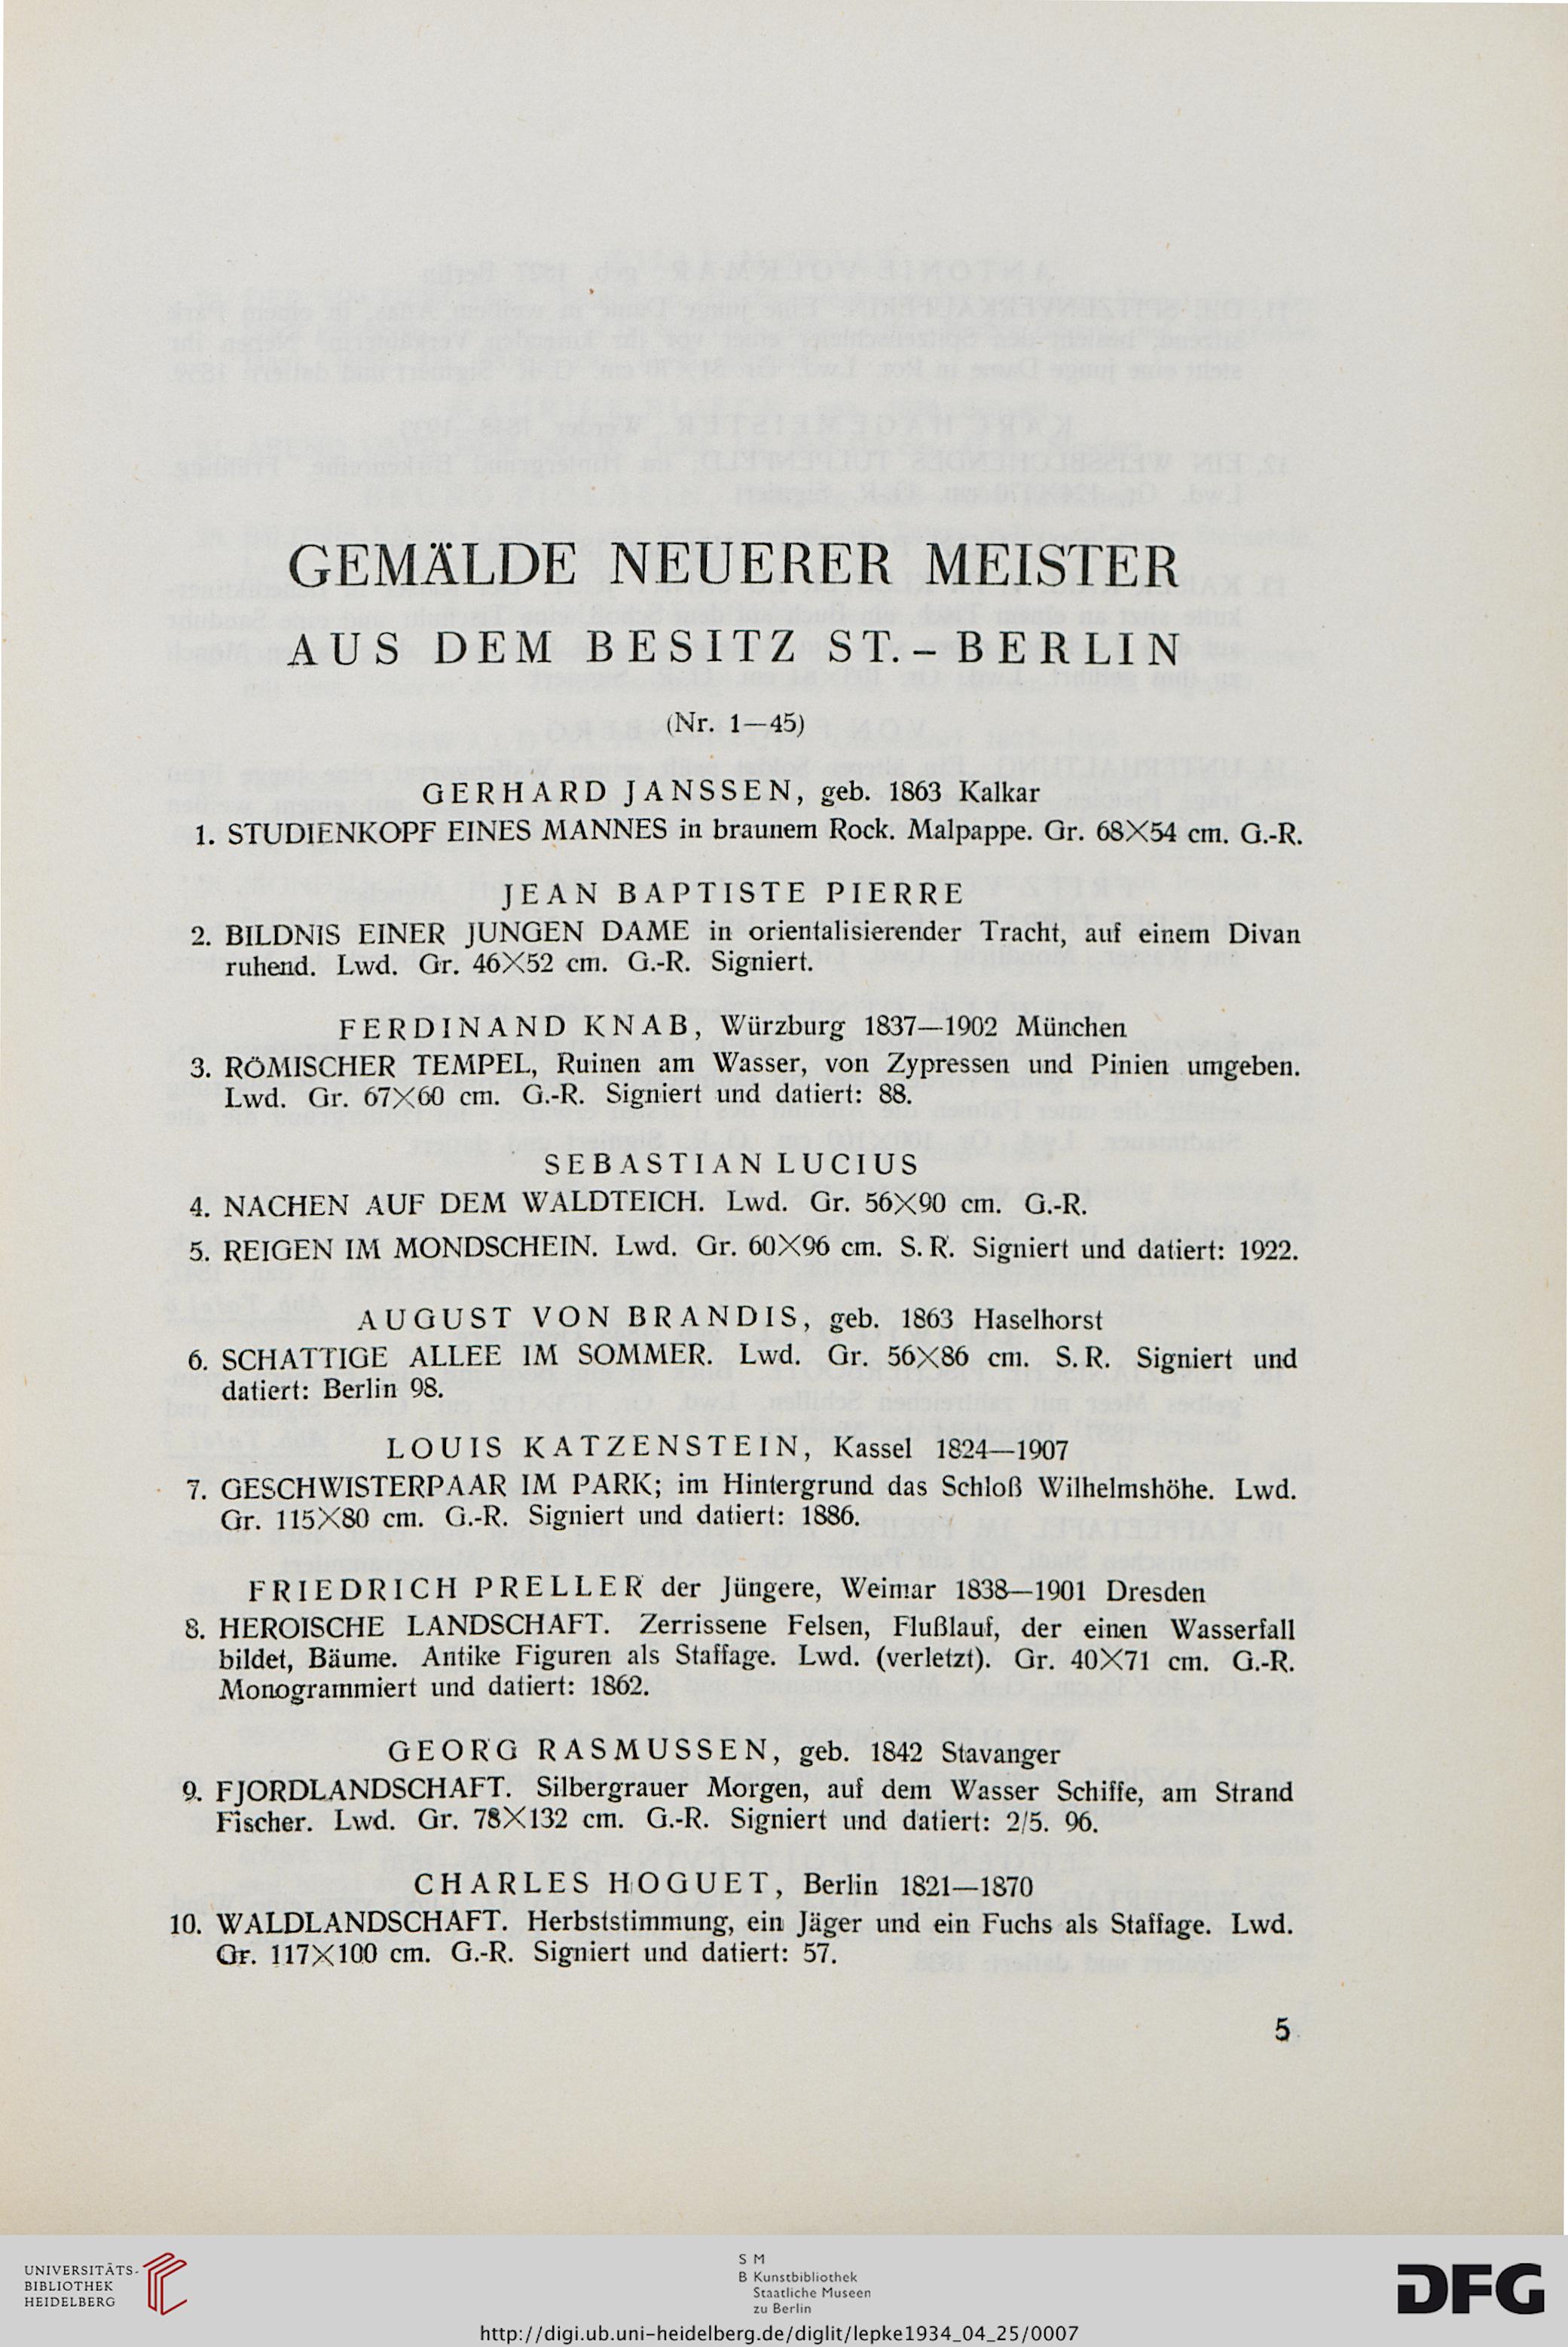 GEMÄLDE NEUERER MEISTER
AUS DEM BESITZ ST.-BERLIN
(Nr. 1—45)
GERHARD JANSSEN, geb. 1863 Kalkar
1. STUDIENKOPF EINES MANNES in braunem Rock. Malpappe. Gr. 68×54 cm. G.-R.
JEAN BAPTISTE PIERRE
2. BILDNIS EINER JUNGEN DAME in orientalisierender Tracht, auf einem Divan
ruhend. Lwd. Gr. 46×52 cm. G.-R. Signiert.
FERDINAND KNAB, Würzburg 1837—1902 München
3. RÖMISCHER TEMPEL, Ruinen am Wasser, von Zypressen und Pinien umgeben.
Lwd. Gr. 67×60 cm. G.-R. Signiert und datiert: 88.
SEBASTIAN LUCIUS
4. NACHEN AUF DEM WALDTEICH. Lwd. Gr. 56×90 cm. G.-R.
5. REIGEN IM MONDSCHEIN. Lwd. Gr. 60×96 cm. S. R. Signiert und datiert: 1922.
AUGUST VON BRANDIS, geb. 1863 Haselhorst
6. SCHATTIGE ALLEE IM SOMMER. Lwd. Gr. 56×86 cm. S. R. Signiert und
datiert: Berlin 98.
LOUIS KATZENSTEIN, Kassel 1824—1907
7. GESCHWISTERPAAR IM PARK; im Hintergrund das Schloß Wilhelmshöhe. Lwd.
Gr. 115×80 cm. G.-R. Signiert und datiert: 1886.
FRIEDRICH PRELLER der Jüngere, Weimar 1838—1901 Dresden
8. HEROISCHE LANDSCHAFT. Zerrissene Felsen, Flußlauf, der einen Wasserfall
bildet, Bäume. Antike Figuren als Staffage. Lwd. (verletzt). Gr. 40×71 cm. G.-R.
Monogrammiert und datiert: 1862.
GEORG RASMUSSEN, geb. 1842 Stavanger
9. FJORDLANDSCHAFT. Silbergrauer Morgen, auf dem Wasser Schiffe, am Strand
Fischer. Lwd. Gr. 78×132 cm. G.-R. Signiert und datiert: 2/5. 96.
CHARLES HOGUET, Berlin 1821—1870
10. WALDLANDSCHAFT. Herbststimmung, ein Jäger und ein Fuchs als Staffage. Lwd.
Gr. 117×100 cm. G.-R. Signiert und datiert: 57.
5
UNIVERSITÄTS-
BIBLIOTHEK
HEIDELBERG
S M
B Kunstbibliothek
Staatliche Museen
zu Berlin
DFG
http://digi.ub.uni-heidelberg.de/diglit/lepke1934_04_25/0007